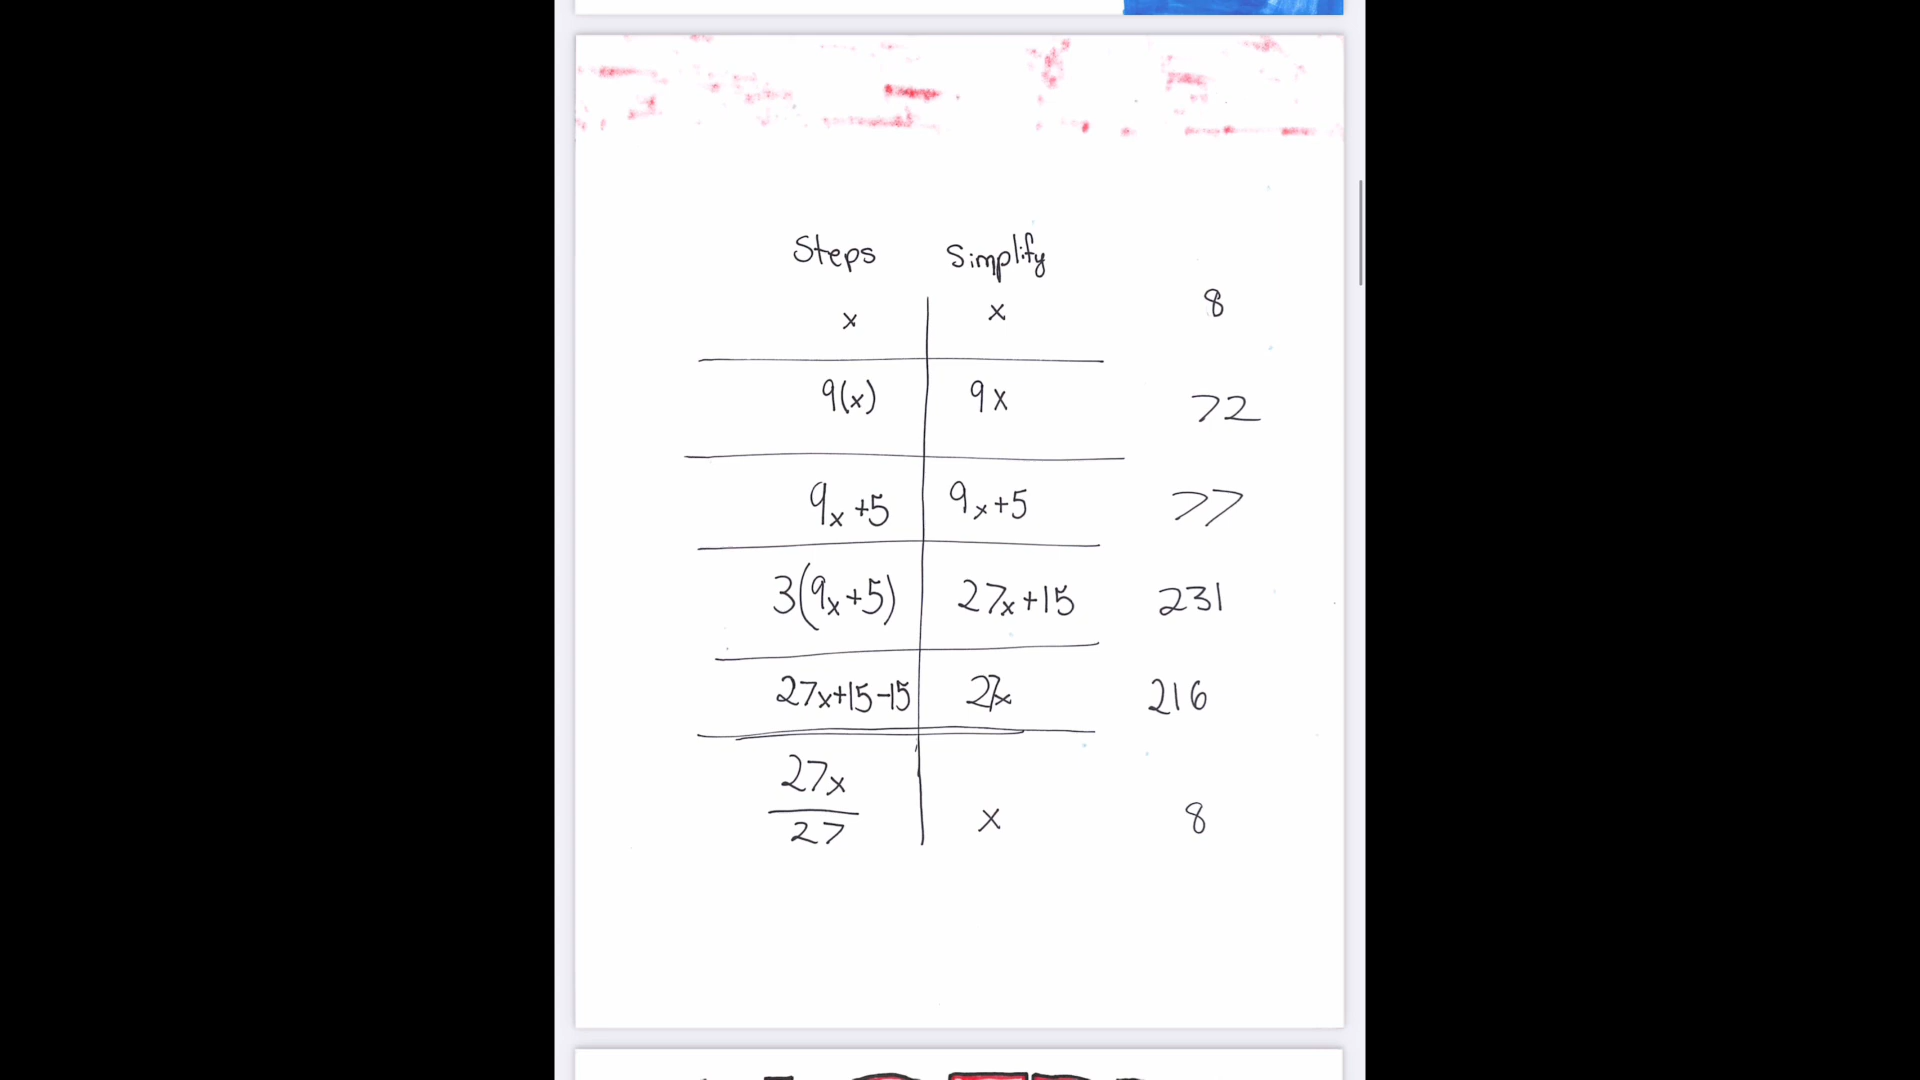 Steps Simplify
x x 8
9(x) 9x 72
9x+5 9x+5 77
3(9x+5) 27x+15 231
27x+15-15 27x 216
27x
27 x 8